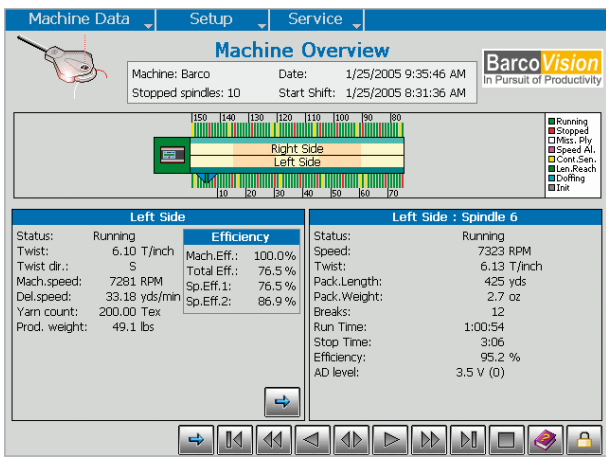 Machine Data Setup Service
Machine Overview
BarcoVision
In Pursuit of Productivity
Machine: Barco Date: 1/25/2005 9:35:46 AM
Stopped spindles: 10 Start Shift: 1/25/2005 8:31:36 AM
150 140 130 120 110 100 90 80
Right Side
Left Side
10 20 30 40 50 60 70
Running
Stopped
Miss. Ply
Speed Al.
Cont.Sen.
Len.Reach
Doffing
Init
Left Side
Status: Running
Twist: 6.10 T/inch
Twist dir.: S
Mach.speed: 7281 RPM
Del.speed: 33.18 yds/min
Yarn count: 200.00 Tex
Prod. weight: 49.1 lbs
Efficiency
Mach.Eff.: 100.0%
Total Eff.: 76.5 %
Sp.Eff.1: 76.5 %
Sp.Eff.2: 86.9 %
Left Side : Spindle 6
Status: Running
Speed: 7323 RPM
Twist: 6.13 T/inch
Pack.Length: 425 yds
Pack.Weight: 2.7 oz
Breaks: 12
Run Time: 1:00:54
Stop Time: 3:06
Efficiency: 95.2 %
AD level: 3.5 V (0)